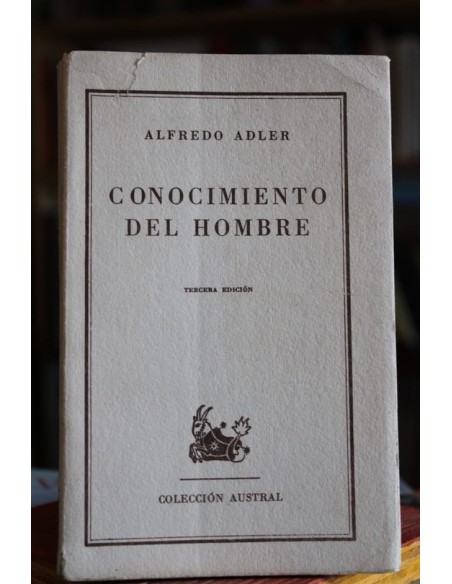 ALFREDO ADLER
CONOCIMIENTO
DEL HOMBRE
TERCERA EDICIÓN
COLECCIÓN AUSTRAL